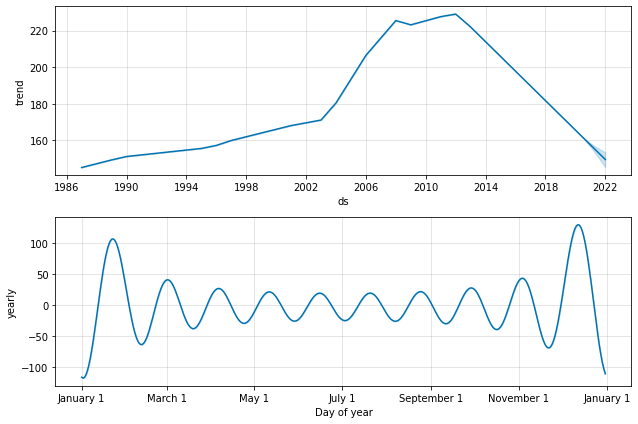 trend
220
200
180
160
1986 1990 1994 1998 2002 2006 2010 2014 2018 2022
ds
yearly
100
50
0
−50
−100
January 1 March 1 May 1 July 1 September 1 November 1 January 1
Day of year